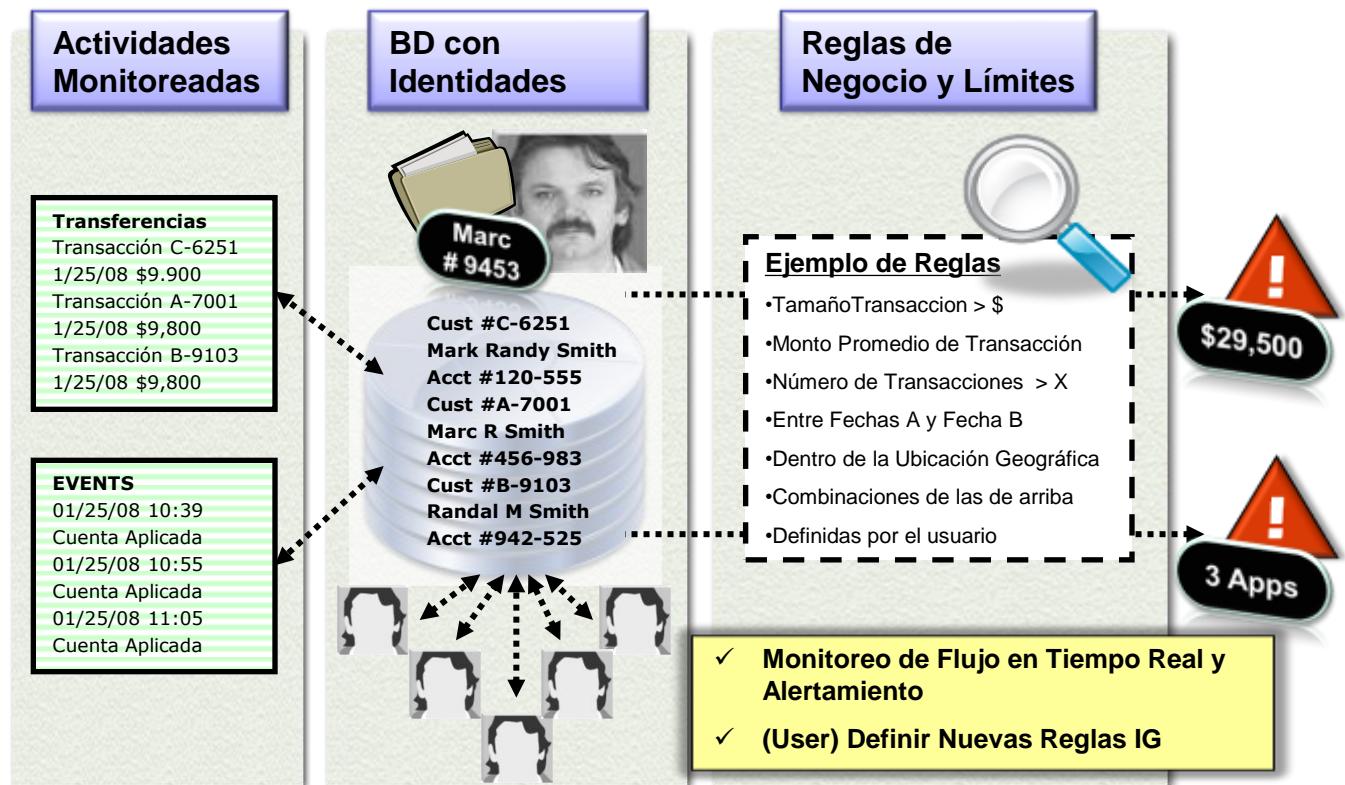 Actividades
Monitoreadas
BD con
Identidades
Reglas de
Negocio y Límites
Transferencias
Transacción C-6251
1/25/08 $9.900
Transacción A-7001
1/25/08 $9,800
Transacción B-9103
1/25/08 $9,800
EVENTS
01/25/08 10:39
Cuenta Aplicada
01/25/08 10:55
Cuenta Aplicada
01/25/08 11:05
Cuenta Aplicada
Marc
# 9453
Cust #C-6251
Mark Randy Smith
Acct #120-555
Cust #A-7001
Marc R Smith
Acct #456-983
Cust #B-9103
Randal M Smith
Acct #942-525
Ejemplo de Reglas
•TamañoTransaccion > $
•Monto Promedio de Transacción
•Número de Transacciones > X
•Entre Fechas A y Fecha B
•Dentro de la Ubicación Geográfica
•Combinaciones de las de arriba
•Definidas por el usuario
!
$29,500
!
3 Apps
✓ Monitoreo de Flujo en Tiempo Real y
Alertamiento
✓ (User) Definir Nuevas Reglas IG